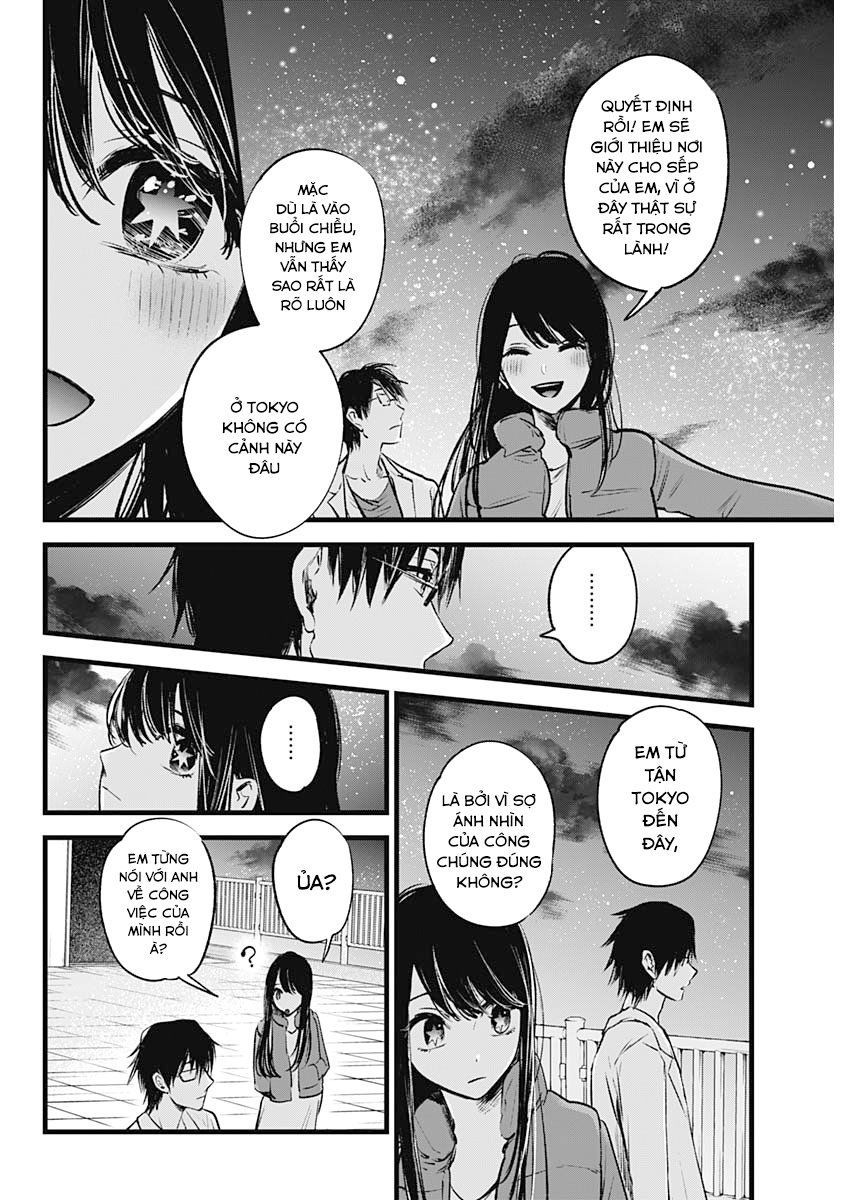 QUYẾT ĐỊNH
RỒI! EM SẼ
GIỚI THIỆU NƠI
NÀY CHO SẾP
CỦA EM, VÌ Ở
ĐÂY THẬT SỰ
RẤT TRONG
LÀNH!
MẶC
DÙ LÀ VÀO
BUỔI CHIỀU,
NHƯNG EM
VẪN THẤY
SAO RẤT LÀ
RÕ LUÔN
Ở TOKYO
KHÔNG CÓ
CẢNH NÀY
ĐÂU
.........
......
EM TỪ
TẬN
TOKYO
ĐẾN
ĐÂY,
LÀ BỞI VÌ SỢ
ÁNH NHÌN
CỦA CÔNG
CHÚNG ĐÚNG
KHÔNG?
ỦA?
EM TỪNG
NÓI VỚI ANH
VỀ CÔNG
VIỆC CỦA
MÌNH RỒI
À?
?